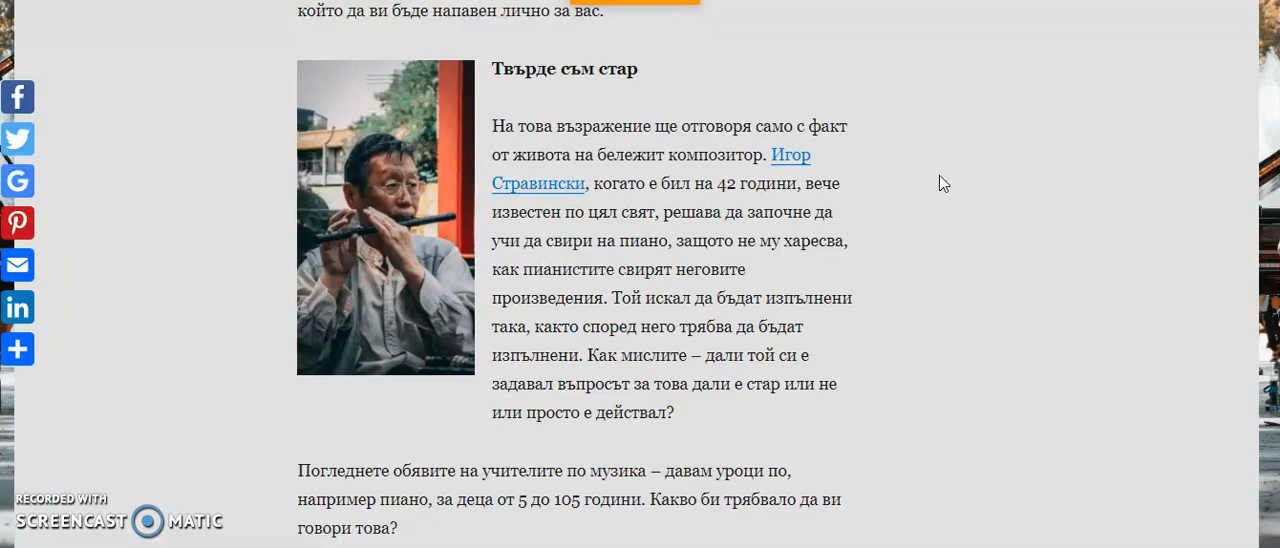 който да ви бъде напавен лично за вас.
Твърде съм стар
На това възражение ще отговоря само с факт
от живота на бележит композитор. Игор
Стравински, когато е бил на 42 години, вече
известен по цял свят, решава да започне да
учи да свири на пиано, защото не му харесва,
как пианистите свирят неговите
произведения. Той искал да бъдат изпълнени
така, както според него трябва да бъдат
изпълнени. Как мислите – дали той си е
задавал въпросът за това дали е стар или не
или просто е действал?
Погледнете обявите на учителите по музика – давам уроци по,
например пиано, за деца от 5 до 105 години. Какво би трябвало да ви
говори това?
RECORDED WITH
SCREENCAST MATIC